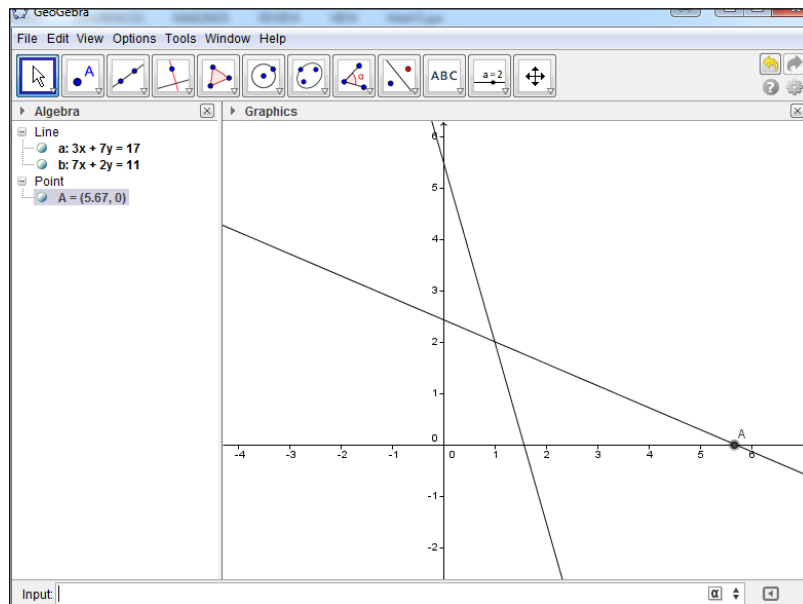 GeoGebra
File Edit View Options Tools Window Help
A
α
ABC
a=2
Algebra
Graphics
Line
a: 3x + 7y = 17
b: 7x + 2y = 11
Point
A = (5.67, 0)
6
5
4
3
2
1
0
-4 -3 -2 -1 0 1 2 3 4 5 6
A
-1
-2
Input:
α